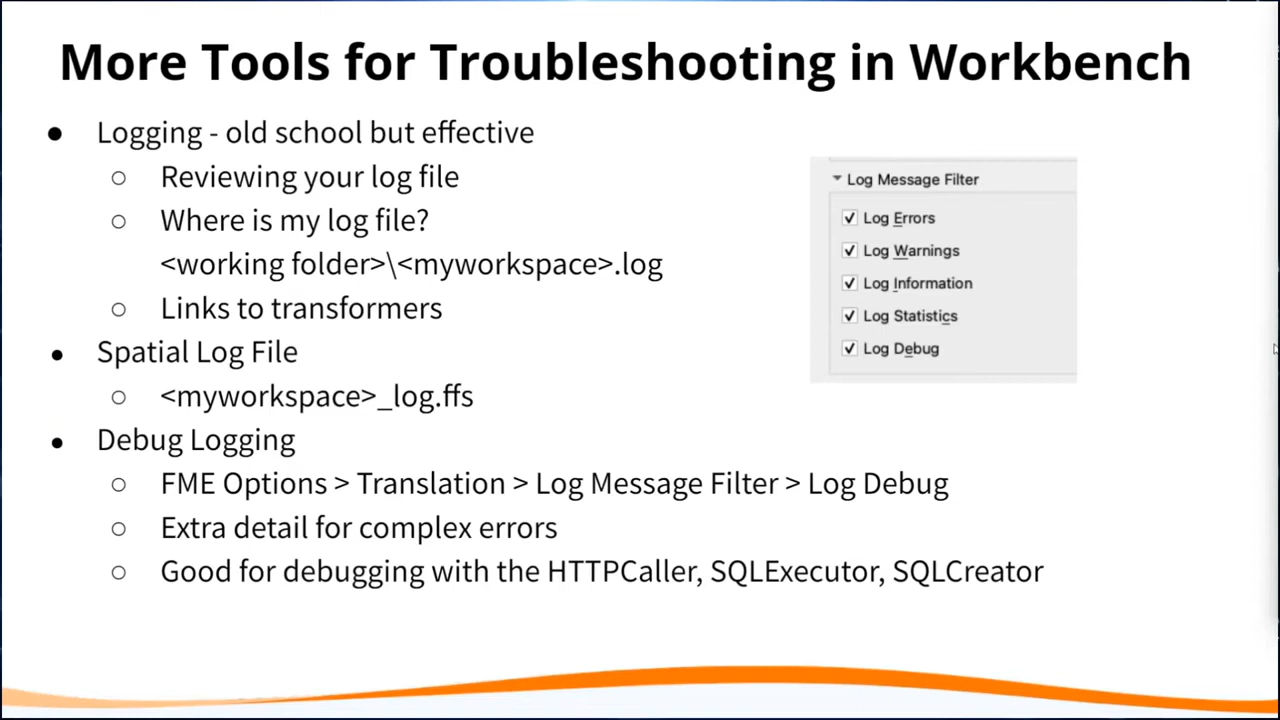 More Tools for Troubleshooting in Workbench
● Logging - old school but effective
○ Reviewing your log file
○ Where is my log file?
<working folder>\<myworkspace>.log
○ Links to transformers
● Spatial Log File
○ <myworkspace>_log.ffs
● Debug Logging
○ FME Options > Translation > Log Message Filter > Log Debug
○ Extra detail for complex errors
○ Good for debugging with the HTTPCaller, SQLExecutor, SQLCreator
Log Message Filter
Log Errors
Log Warnings
Log Information
Log Statistics
Log Debug